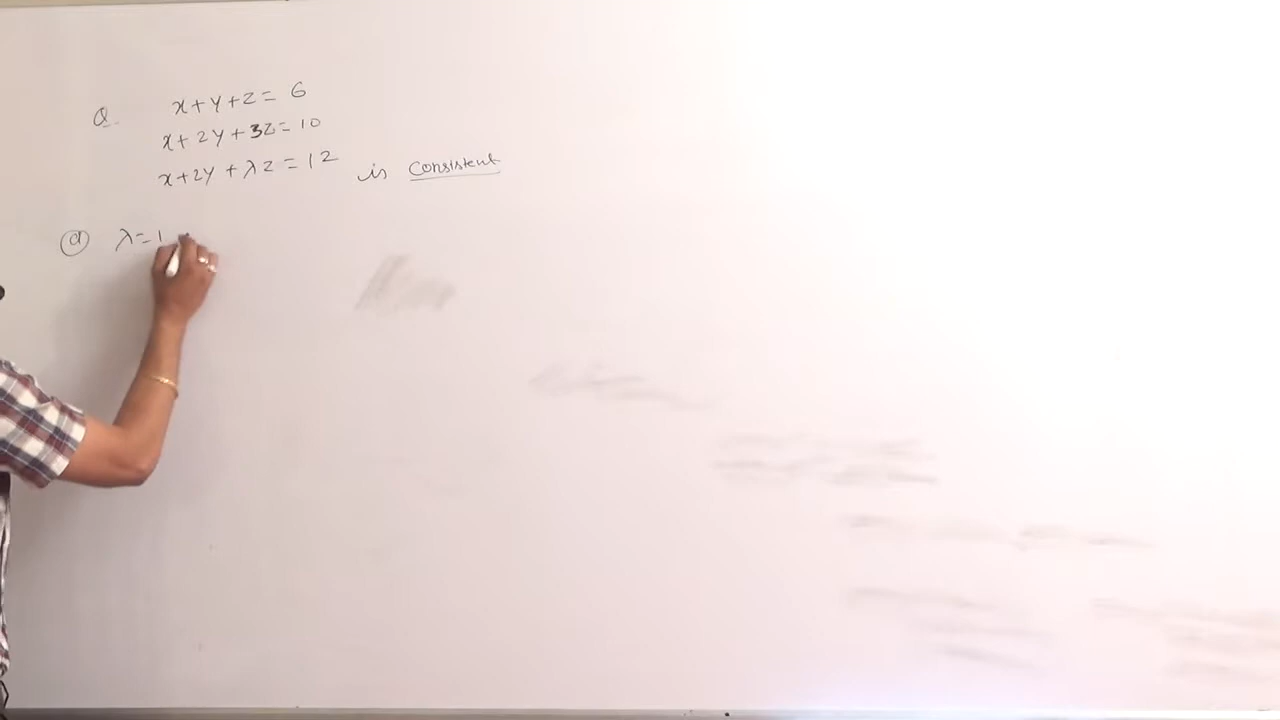 Q. x+y+z= 6
x+2y+3z=10
x+2y+λz=12 is Consistent
(a) λ=1